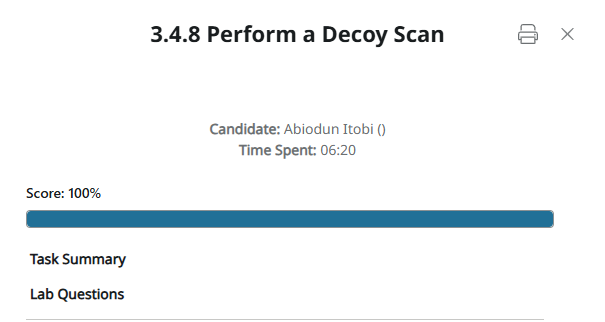 3.4.8 Perform a Decoy Scan
Candidate: Abiodun Itobi ()
Time Spent: 06:20
Score: 100%
Task Summary
Lab Questions